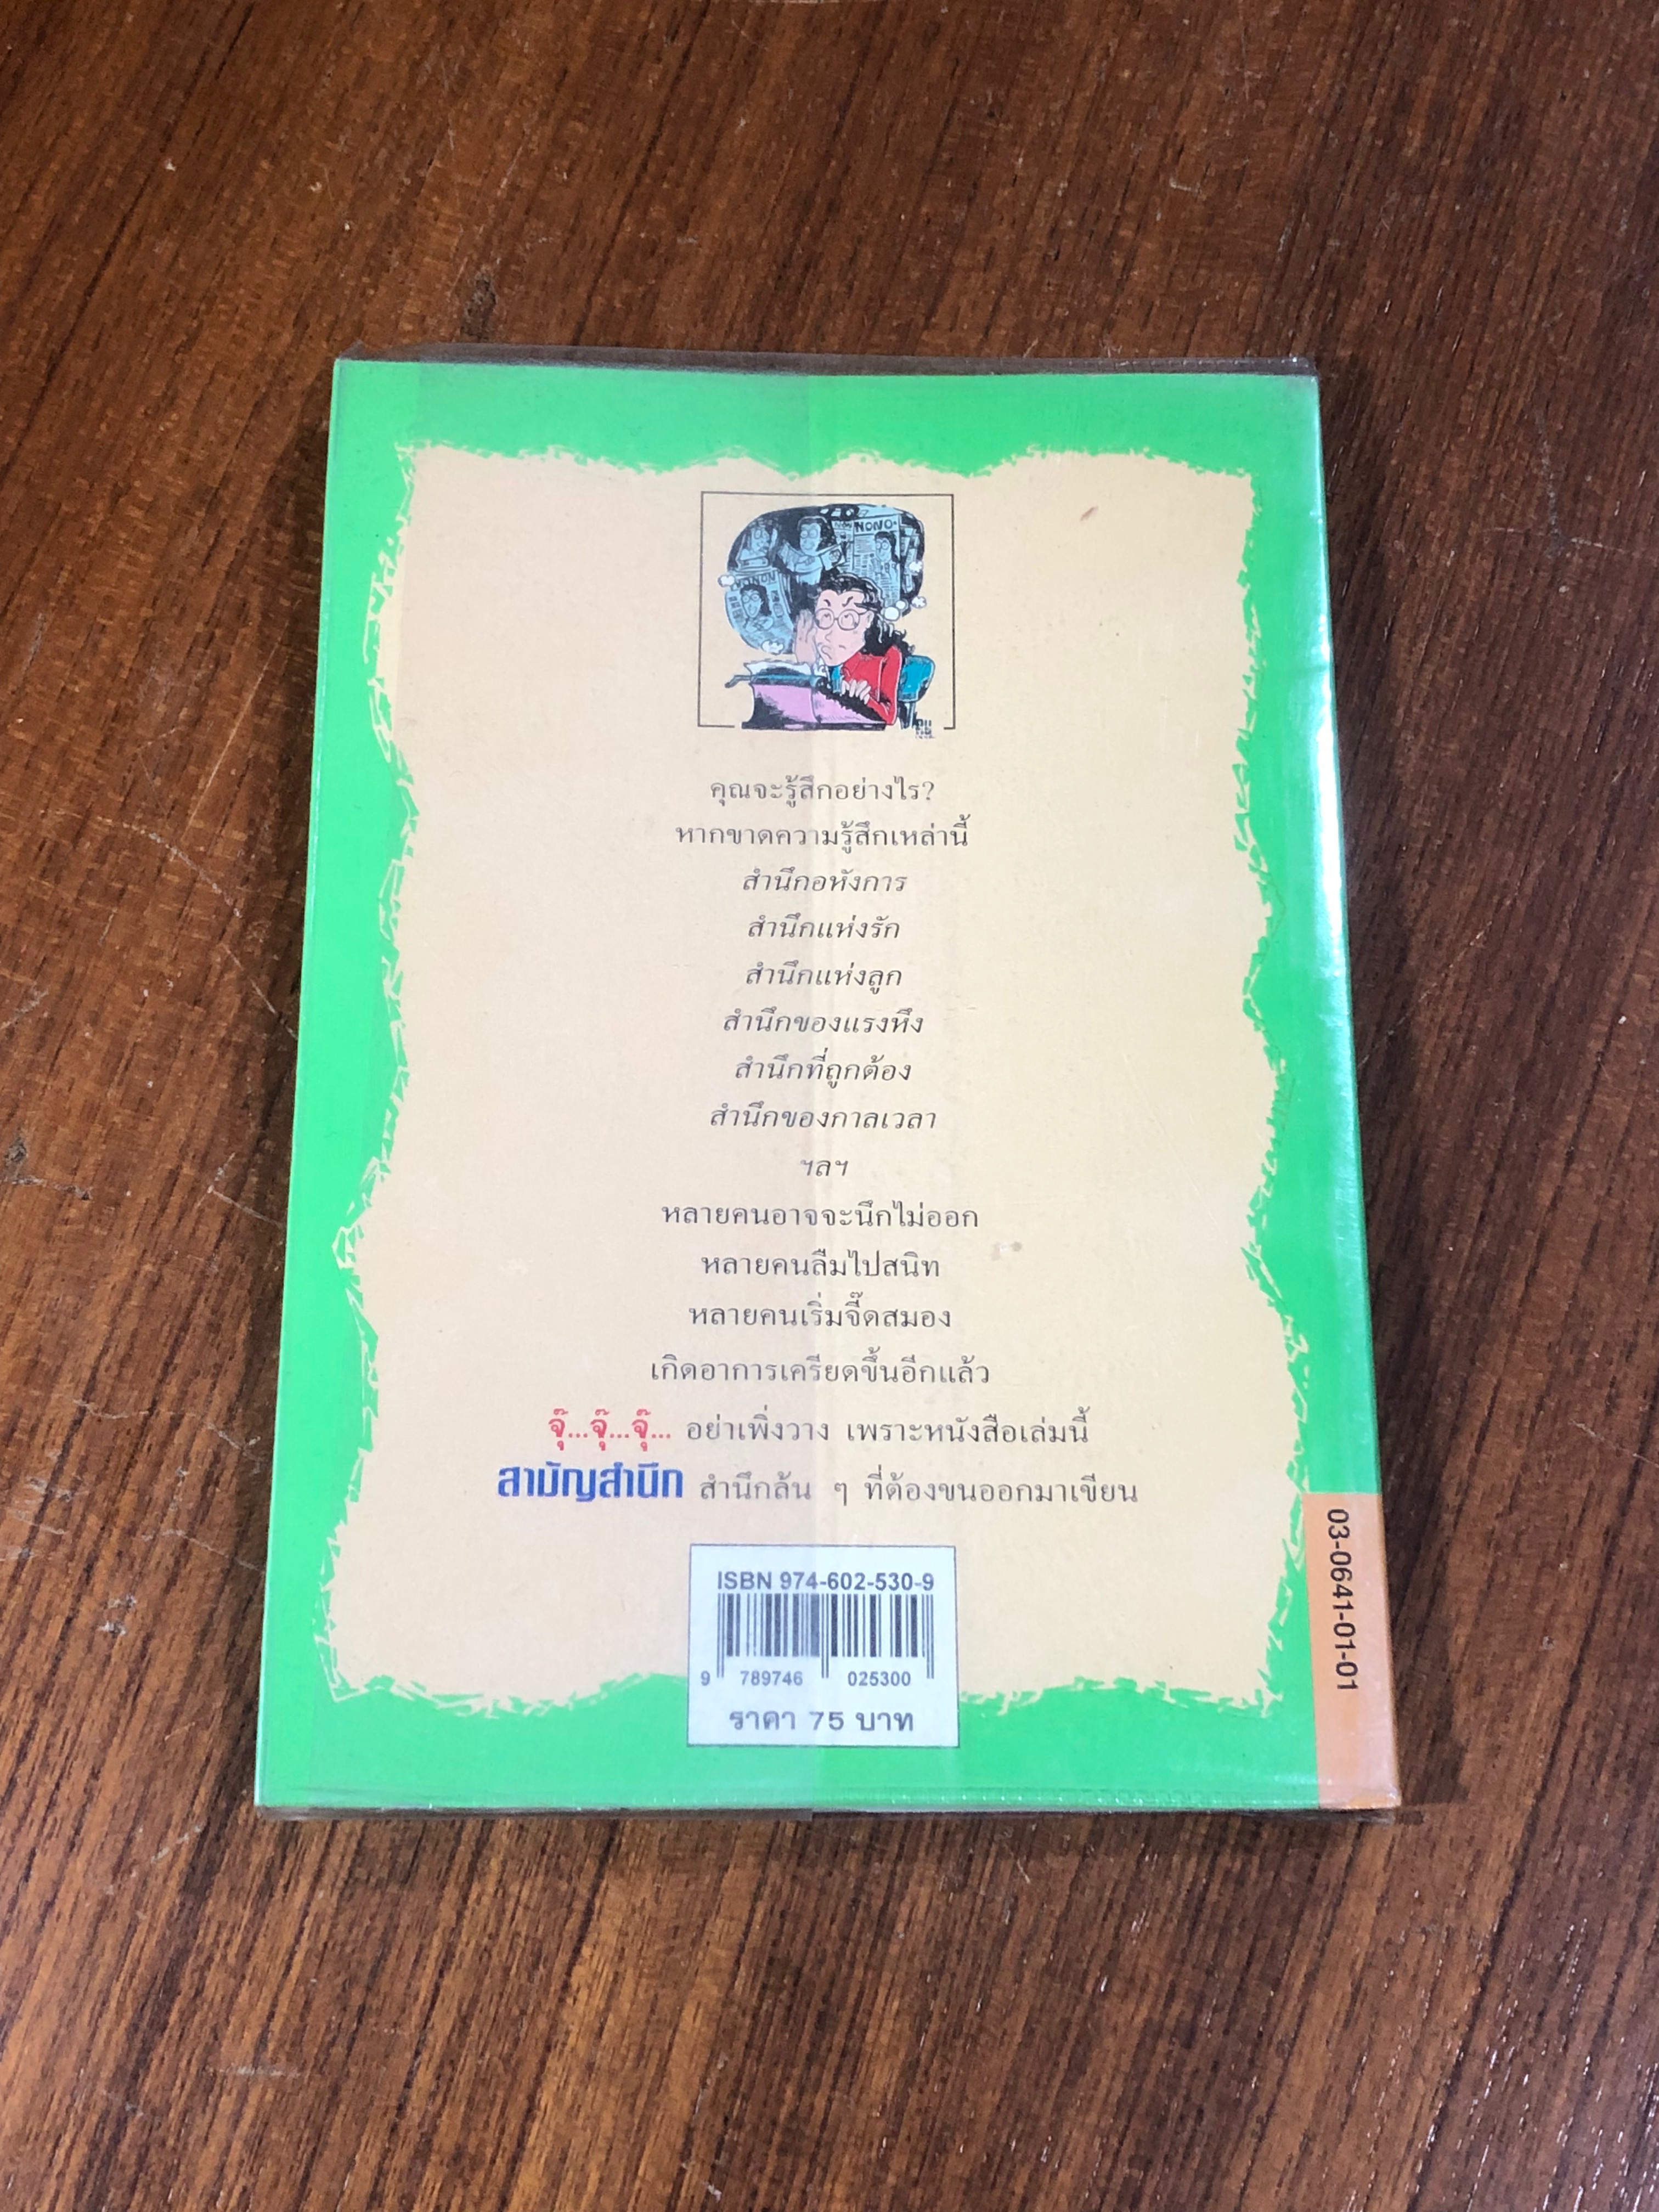 NONO
NONON
คุณจะรู้สึกอย่างไร?
หากขาดความรู้สึกเหล่านี้
สำนึกอหังการ
สำนึกแห่งรัก
สำนึกแห่งลูก
สำนึกของแรงหึง
สำนึกที่ถูกต้อง
สำนึกของกาลเวลา
ฯลฯ
หลายคนอาจจะนึกไม่ออก
หลายคนลืมไปสนิท
หลายคนเริ่มจี๊ดสมอง
เกิดอาการเครียดขึ้นอีกแล้ว
จุ๊...จุ๊...จุ๊... อย่าเพิ่งวาง เพราะหนังสือเล่มนี้
สามัญสำนึก สำนึกล้น ๆ ที่ต้องขนออกมาเขียน
ISBN 974-602-530-9
9 789746 025300
ราคา 75 บาท
03-0641-01-01